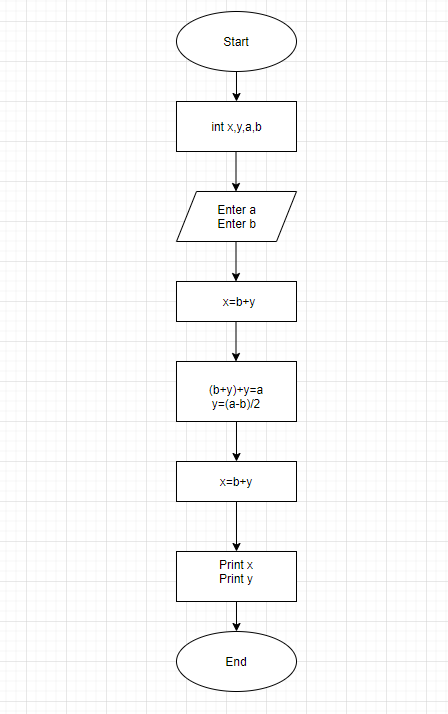 Start
int x,y,a,b
Enter a
Enter b
x=b+y
(b+y)+y=a
y=(a-b)/2
x=b+y
Print x
Print y
End